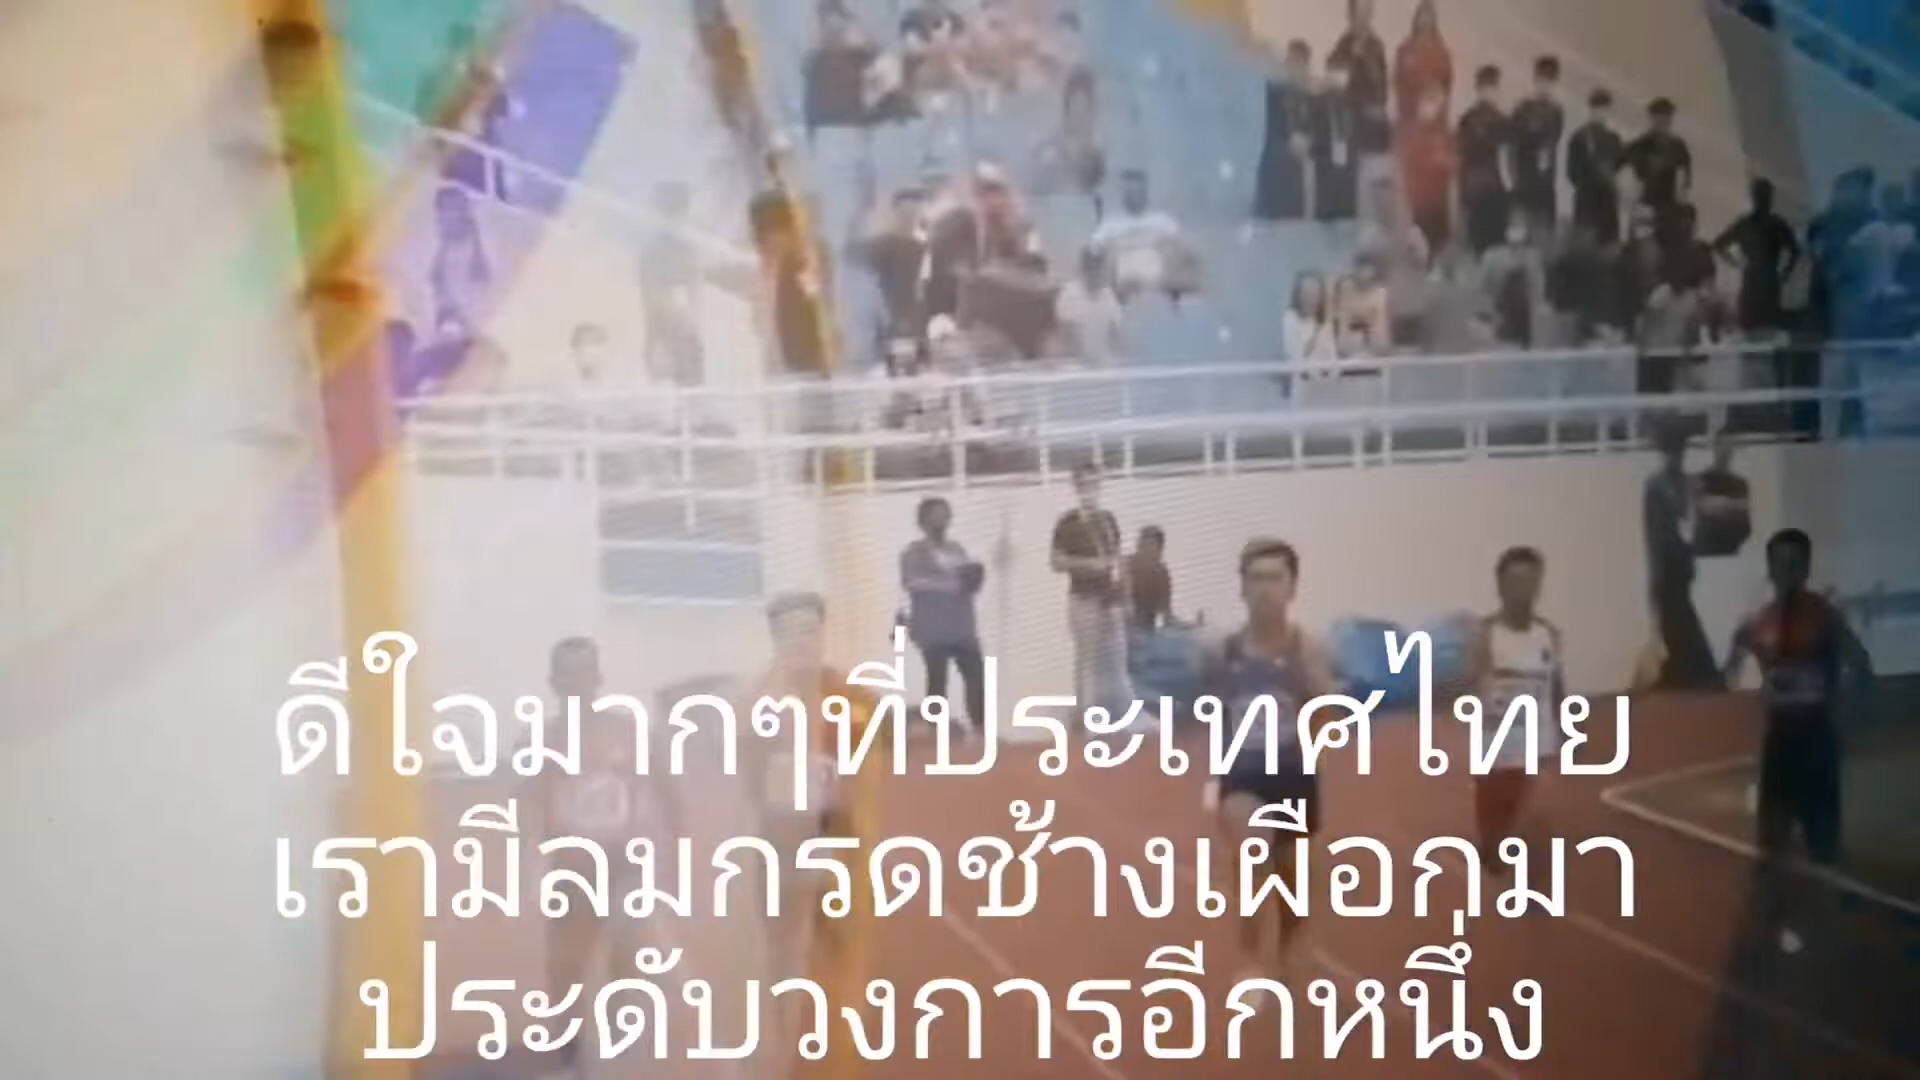 ดีใจมากๆที่ประเทศไทย
เรามีลมกรดช้างเผือกมา
ประดับวงการอีกหนึ่ง